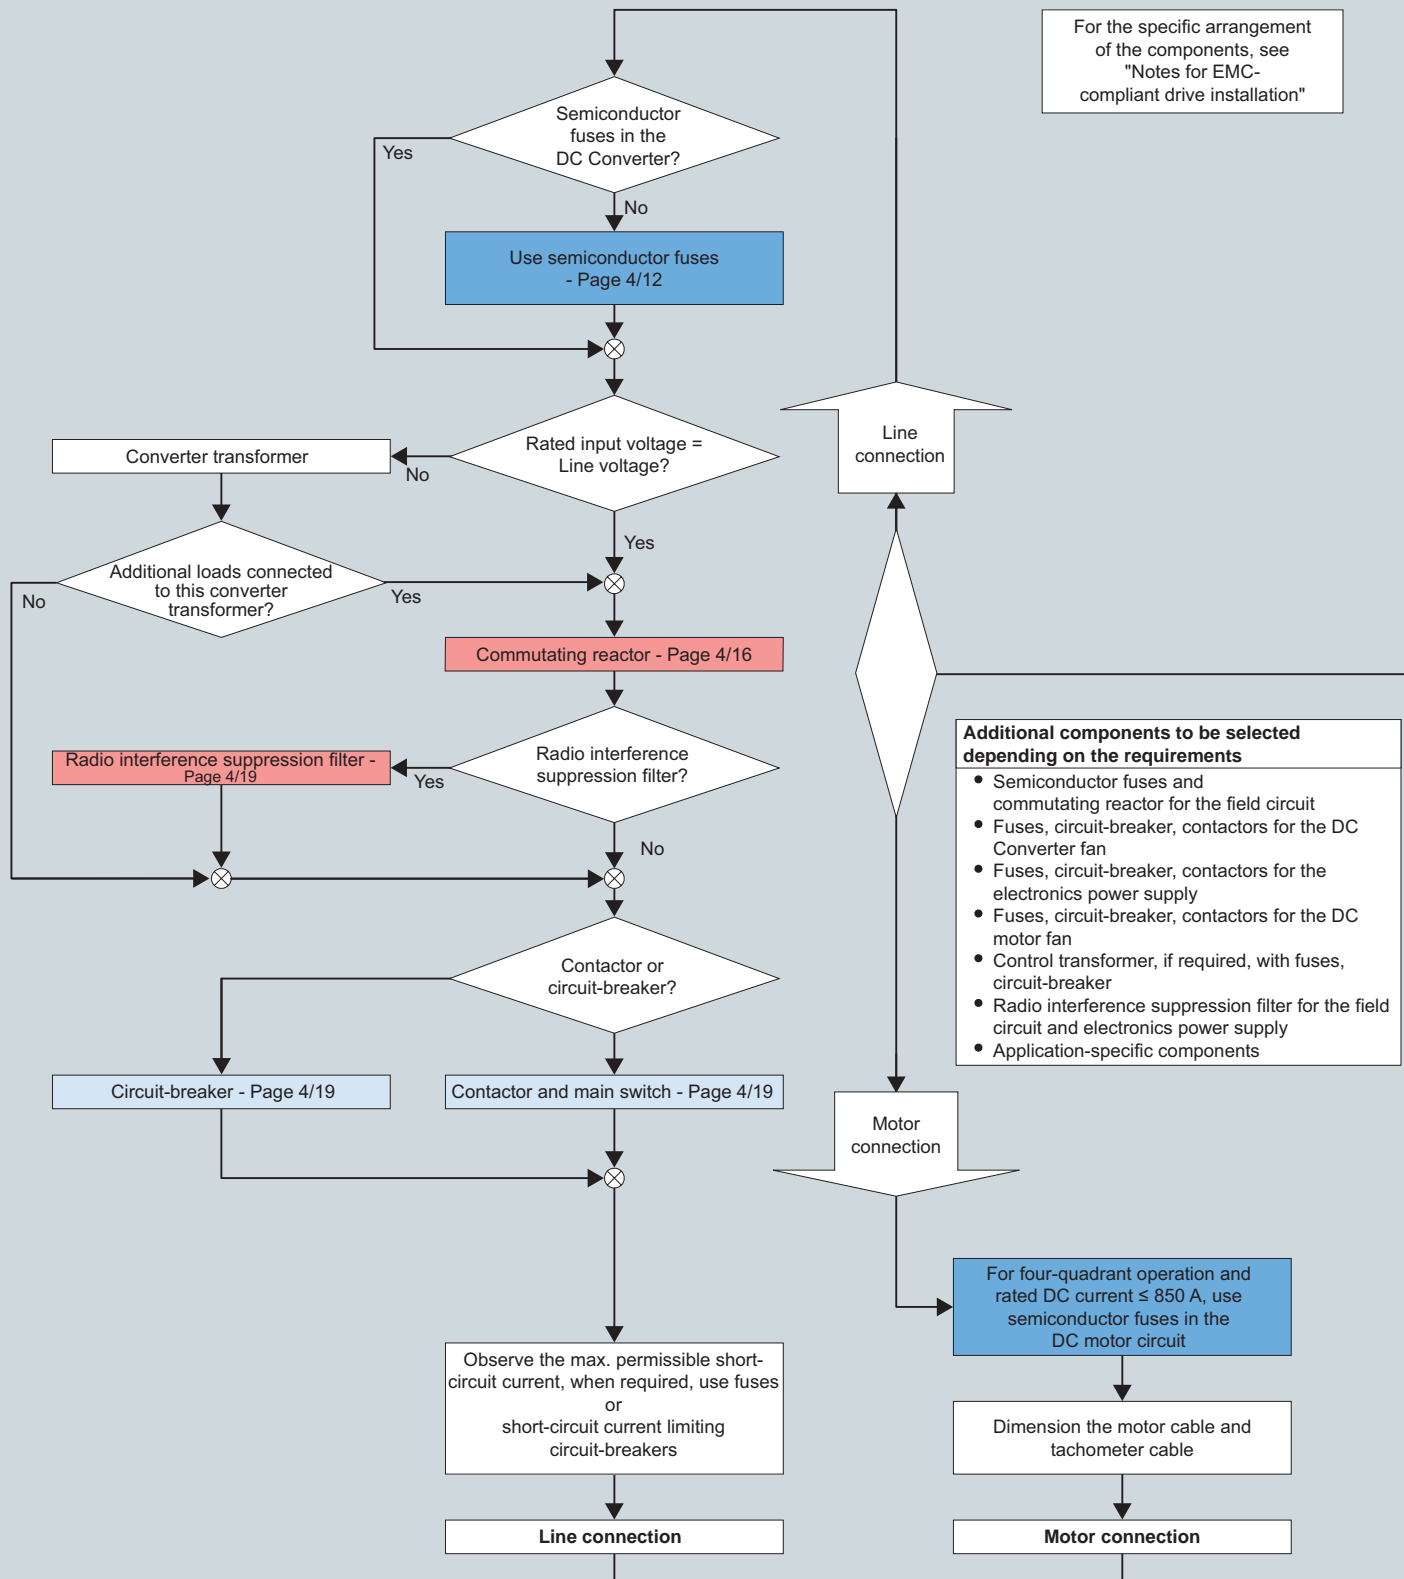 For the specific arrangement
of the components, see
"Notes for EMC-
compliant drive installation"
Semiconductor
fuses in the
DC Converter?
Yes
No
Use semiconductor fuses
- Page 4/12
Rated input voltage =
Line voltage?
No
Yes
Converter transformer
Additional loads connected
to this converter
transformer?
No
Yes
Commutating reactor - Page 4/16
Radio interference
suppression filter?
Yes
No
Radio interference suppression filter -
Page 4/19
Contactor or
circuit-breaker?
Circuit-breaker - Page 4/19
Contactor and main switch - Page 4/19
Observe the max. permissible short-
circuit current, when required, use fuses
or
short-circuit current limiting
circuit-breakers
Line connection
Line
connection
Additional components to be selected
depending on the requirements
• Semiconductor fuses and
commutating reactor for the field circuit
• Fuses, circuit-breaker, contactors for the DC
Converter fan
• Fuses, circuit-breaker, contactors for the
electronics power supply
• Fuses, circuit-breaker, contactors for the DC
motor fan
• Control transformer, if required, with fuses,
circuit-breaker
• Radio interference suppression filter for the field
circuit and electronics power supply
• Application-specific components
Motor
connection
For four-quadrant operation and
rated DC current ≤ 850 A, use
semiconductor fuses in the
DC motor circuit
Dimension the motor cable and
tachometer cable
Motor connection